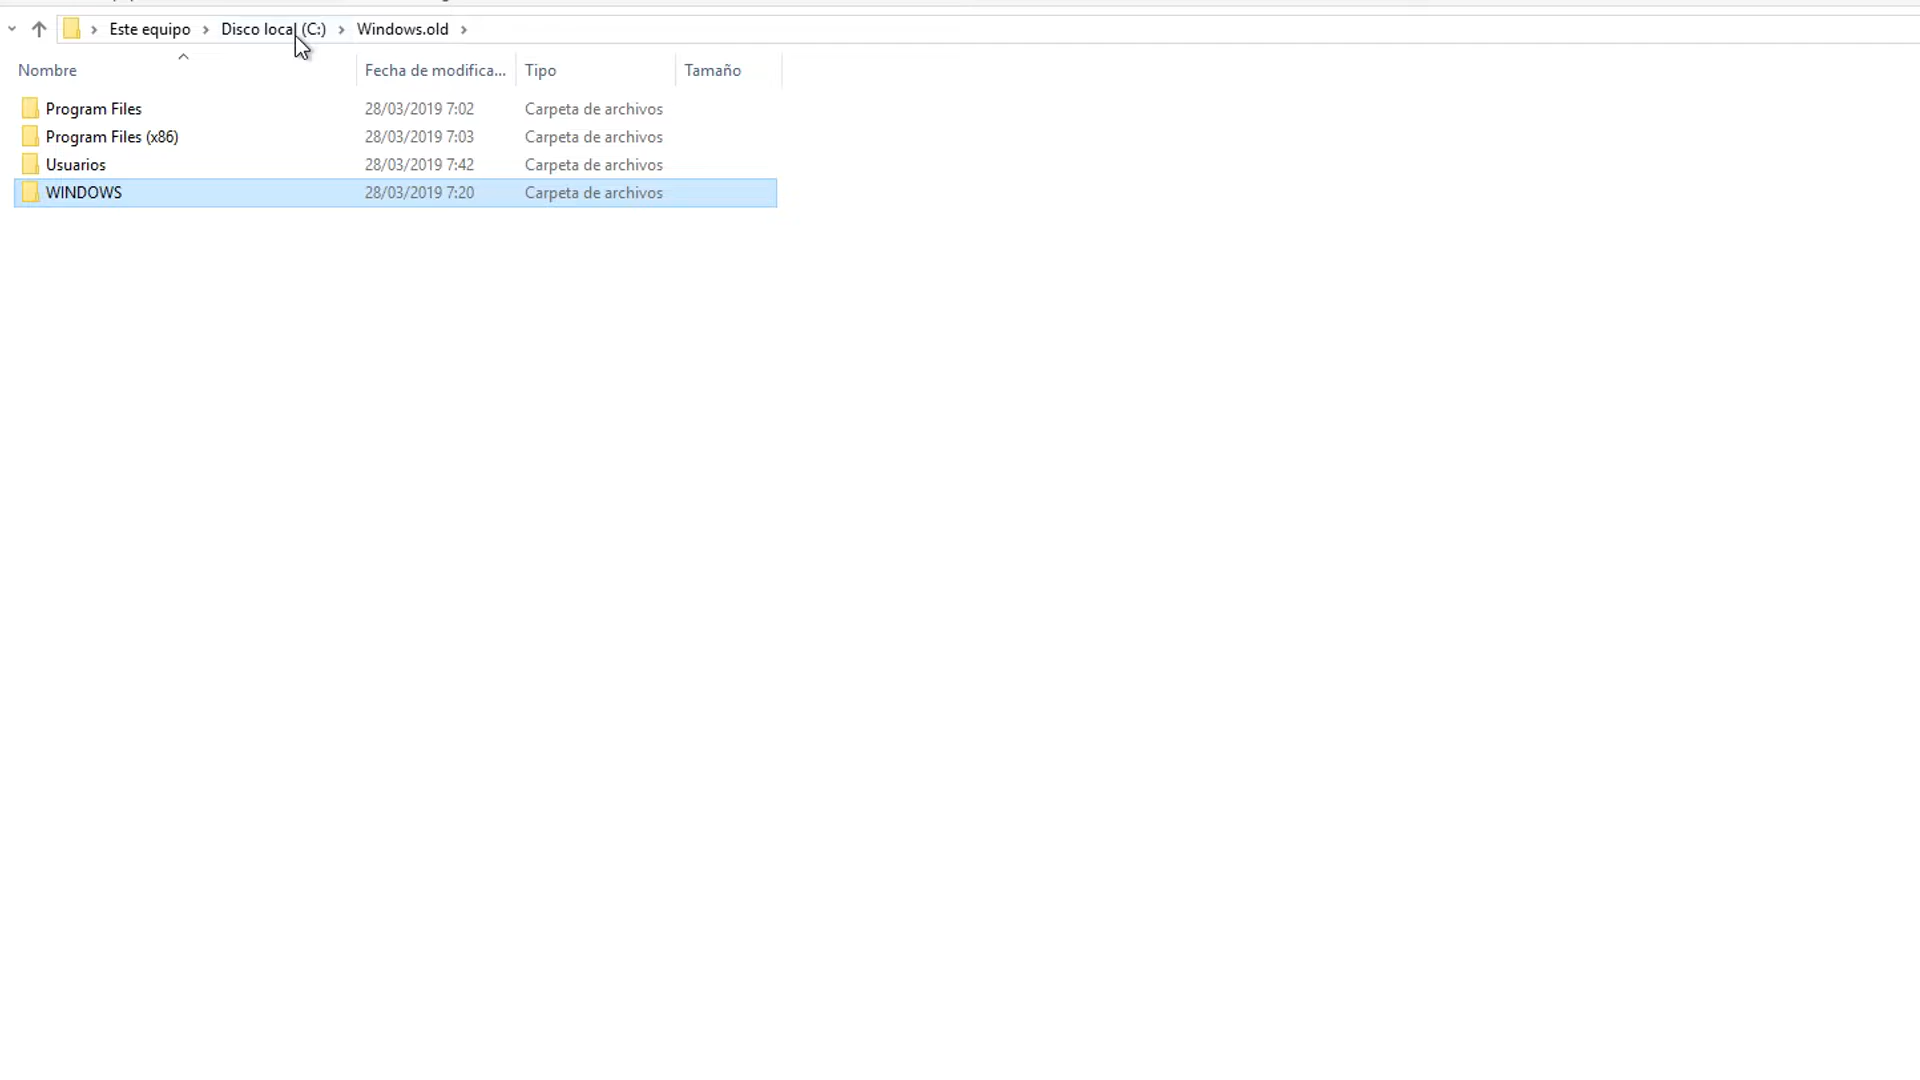 Este equipo > Disco local (C:) > Windows.old >
Nombre Fecha de modifica... Tipo Tamaño
Program Files 28/03/2019 7:02 Carpeta de archivos
Program Files (x86) 28/03/2019 7:03 Carpeta de archivos
Usuarios 28/03/2019 7:42 Carpeta de archivos
WINDOWS 28/03/2019 7:20 Carpeta de archivos